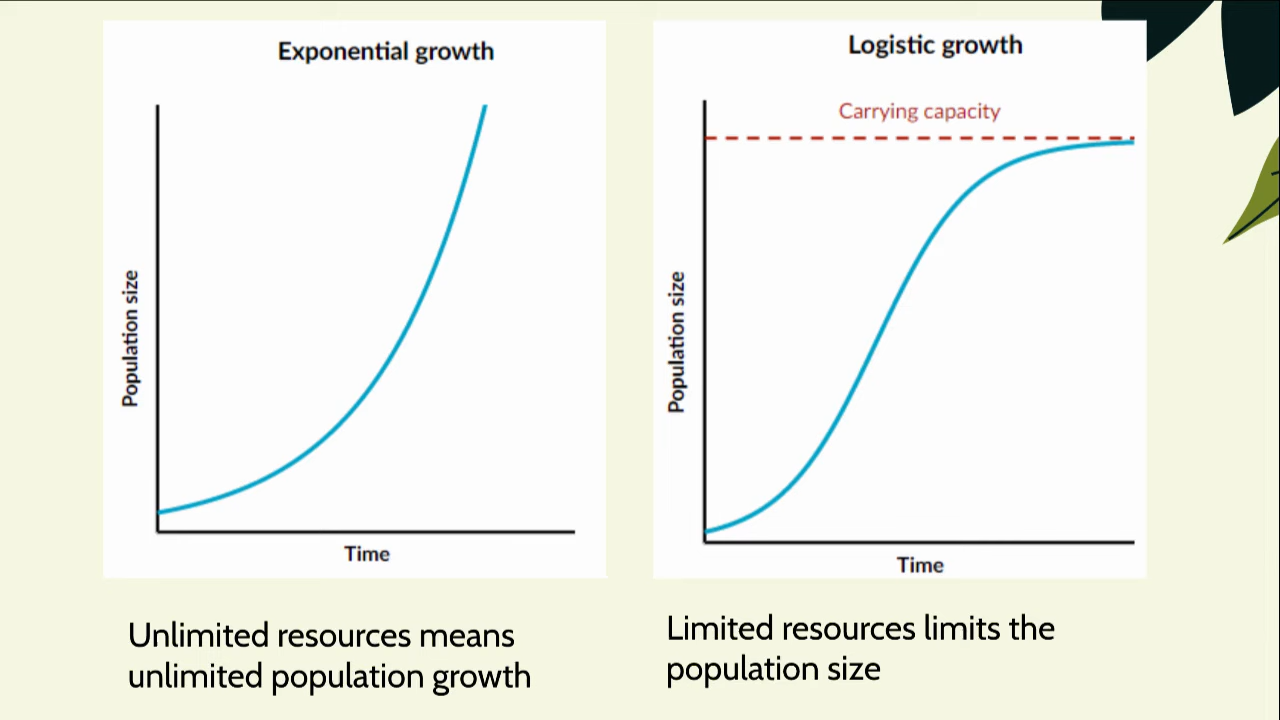 Exponential growth
Population size
Time
Unlimited resources means
unlimited population growth
Logistic growth
Carrying capacity
Population size
Time
Limited resources limits the
population size